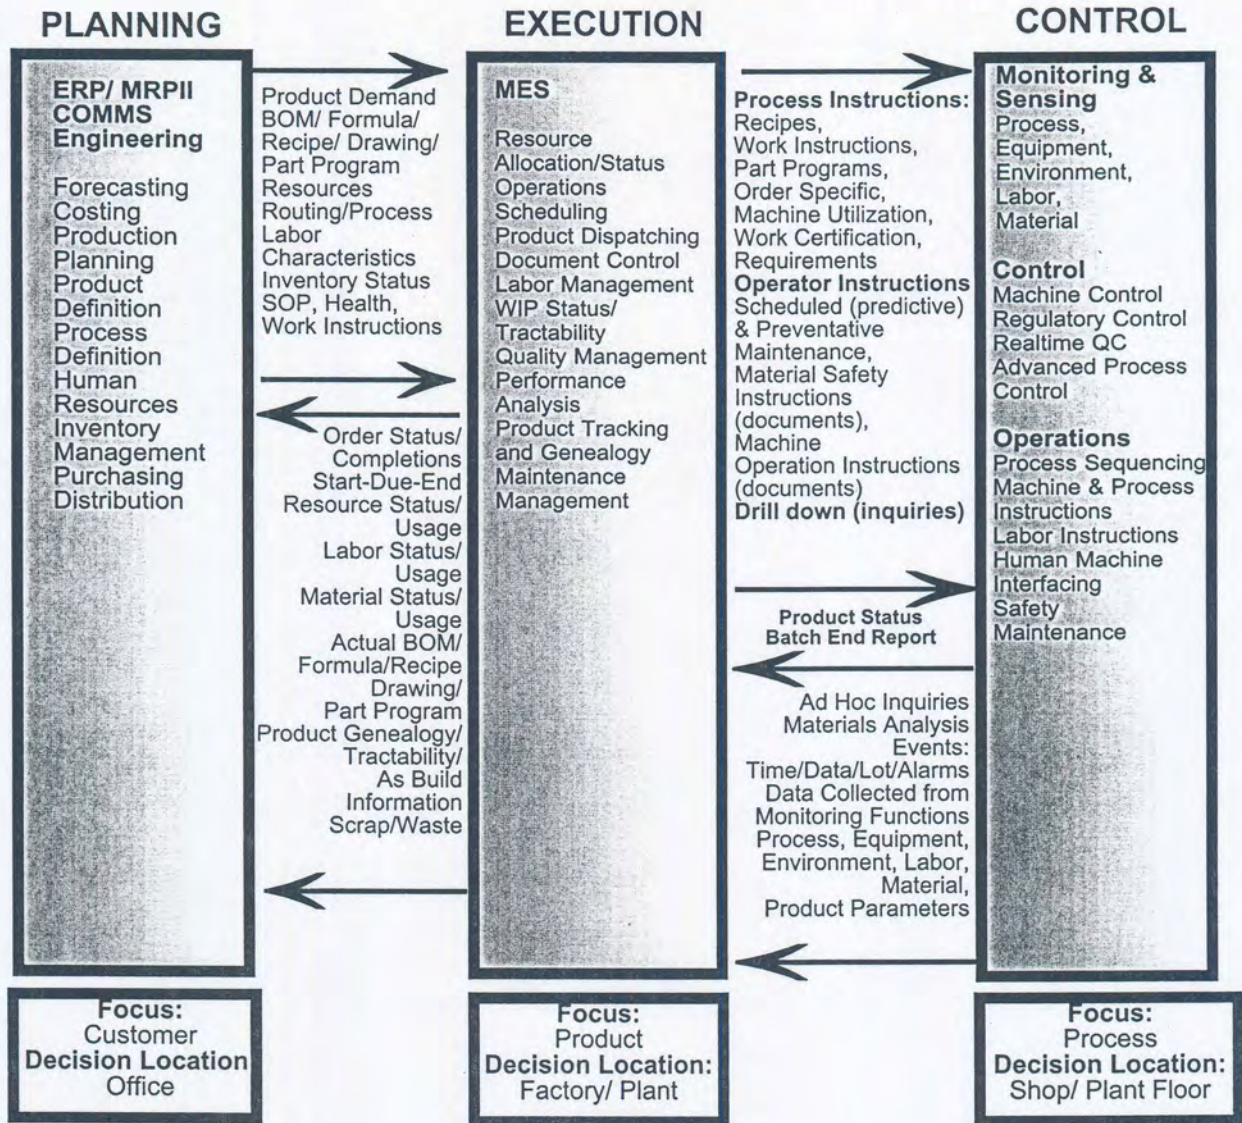 PLANNING
ERP/ MRPII
COMMS
Engineering
Forecasting
Costing
Production
Planning
Product
Definition
Process
Definition
Human
Resources
Inventory
Management
Purchasing
Distribution
Product Demand
BOM/ Formula/
Recipe/ Drawing/
Part Program
Resources
Routing/Process
Labor
Characteristics
Inventory Status
SOP, Health,
Work Instructions
Order Status/
Completions
Start-Due-End
Resource Status/
Usage
Labor Status/
Usage
Material Status/
Usage
Actual BOM/
Formula/Recipe
Drawing/
Part Program
Product Genealogy/
Tractability/
As Build
Information
Scrap/Waste
EXECUTION
MES
Resource
Allocation/Status
Operations
Scheduling
Product Dispatching
Document Control
Labor Management
WIP Status/
Tractability
Quality Management
Performance
Analysis
Product Tracking
and Genealogy
Maintenance
Management
Process Instructions:
Recipes,
Work Instructions,
Part Programs,
Order Specific,
Machine Utilization,
Work Certification,
Requirements
Operator Instructions
Scheduled (predictive)
& Preventative
Maintenance,
Material Safety
Instructions
(documents),
Machine
Operation Instructions
(documents)
Drill down (inquiries)
Product Status
Batch End Report
Ad Hoc Inquiries
Materials Analysis
Events:
Time/Data/Lot/Alarms
Data Collected from
Monitoring Functions
Process, Equipment,
Environment, Labor,
Material,
Product Parameters
CONTROL
Monitoring &
Sensing
Process,
Equipment,
Environment,
Labor,
Material
Control
Machine Control
Regulatory Control
Realtime QC
Advanced Process
Control
Operations
Process Sequencing
Machine & Process
Instructions
Labor Instructions
Human Machine
Interfacing
Safety
Maintenance
Focus:
Customer
Decision Location
Office
Focus:
Product
Decision Location:
Factory/ Plant
Focus:
Process
Decision Location:
Shop/ Plant Floor